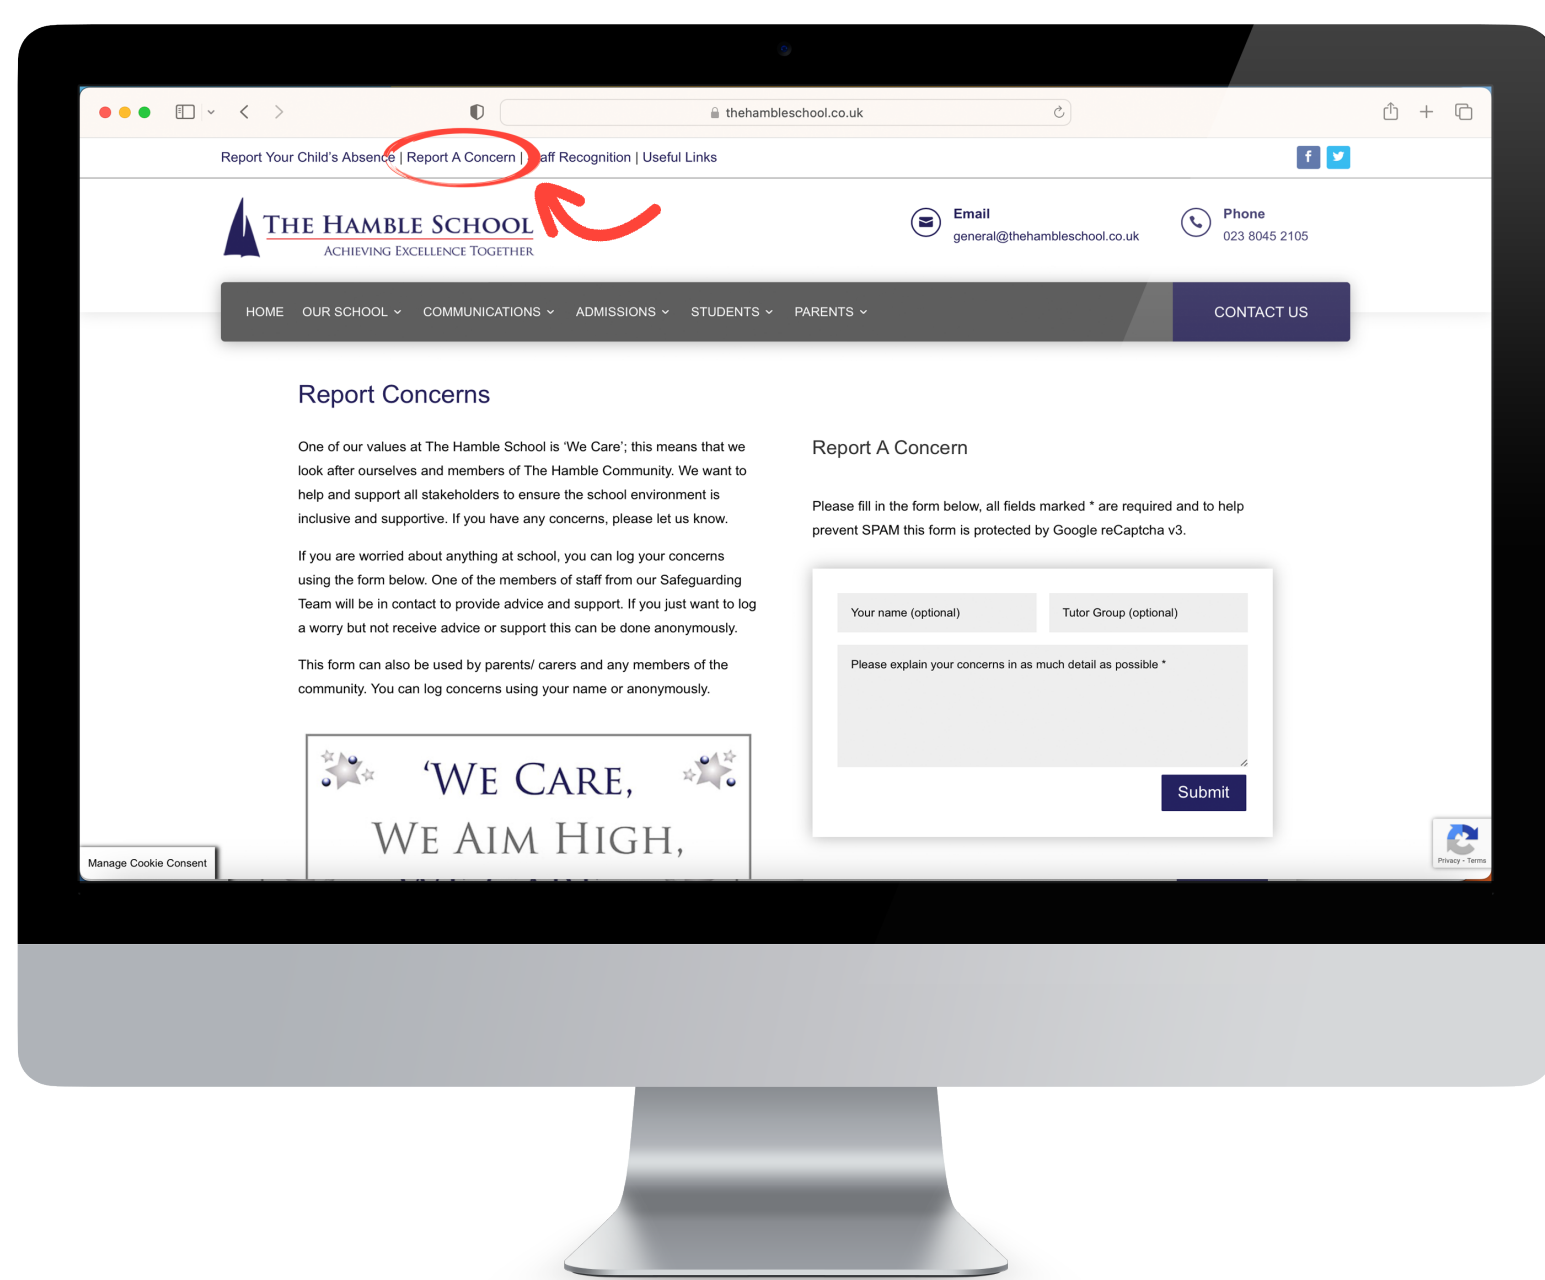 thehambleschool.co.uk
Report Your Child's Absence | Report A Concern | Staff Recognition | Useful Links
THE HAMBLE SCHOOL
ACHIEVING EXCELLENCE TOGETHER
Email
general@thehambleschool.co.uk
Phone
023 8045 2105
HOME OUR SCHOOL COMMUNICATIONS ADMISSIONS STUDENTS PARENTS CONTACT US
Report Concerns
One of our values at The Hamble School is ‘We Care’; this means that we
look after ourselves and members of The Hamble Community. We want to
help and support all stakeholders to ensure the school environment is
inclusive and supportive. If you have any concerns, please let us know.
If you are worried about anything at school, you can log your concerns
using the form below. One of the members of staff from our Safeguarding
Team will be in contact to provide advice and support. If you just want to log
a worry but not receive advice or support this can be done anonymously.
This form can also be used by parents/ carers and any members of the
community. You can log concerns using your name or anonymously.
‘WE CARE,
WE AIM HIGH,
Report A Concern
Please fill in the form below, all fields marked * are required and to help
prevent SPAM this form is protected by Google reCaptcha v3.
Your name (optional)
Tutor Group (optional)
Please explain your concerns in as much detail as possible *
Submit
Manage Cookie Consent
Privacy - Terms